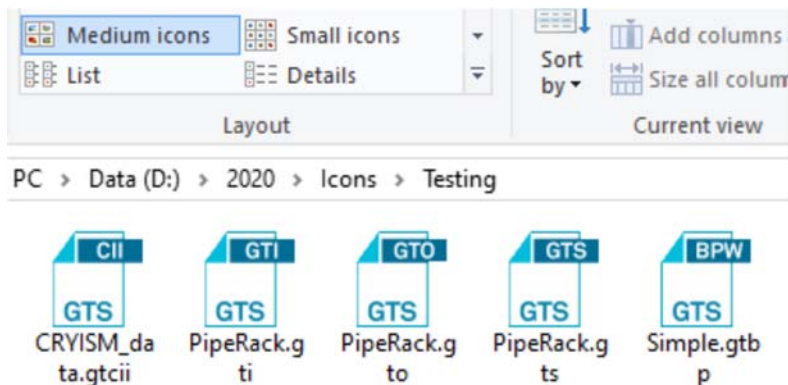 Medium icons
Small icons
List
Details
Layout
Sort
by
Add columns
Size all colum
Current view
PC > Data (D:) > 2020 > Icons > Testing
CII
GTI
GTO
GTS
BPW
GTS
GTS
GTS
GTS
GTS
CRYISM_da
ta.gtcii
PipeRack.g
ti
PipeRack.g
to
PipeRack.g
ts
Simple.gtb
p